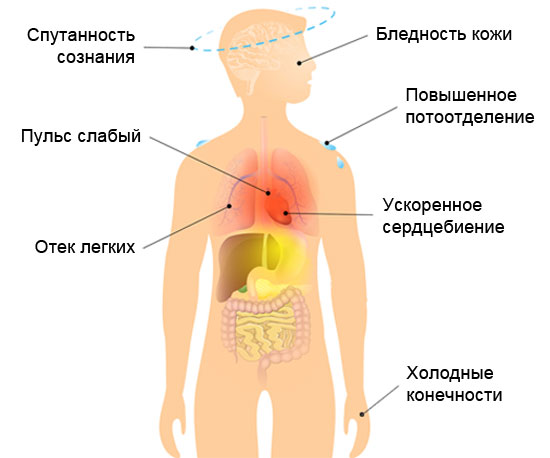 Спутанность
сознания
Бледность кожи
Повышенное
потоотделение
Пульс слабый
Ускоренное
сердцебиение
Отек легких
Холодные
конечности